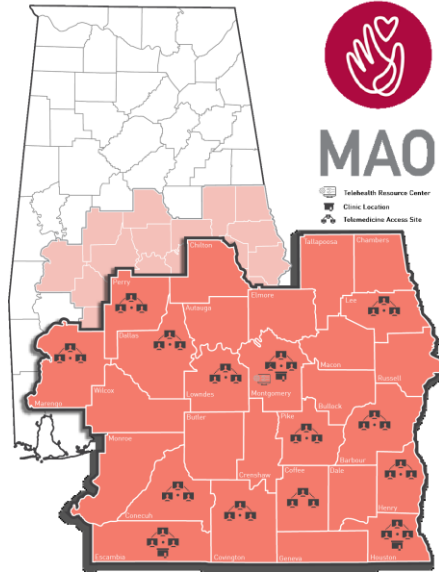 MAO
Telehealth Resource Center
Clinic Location
Telemedicine Access Site
Tallapoosa
Chambers
Chilton
Perry
Elmore
Lee
Autauga
Dallas
Macon
Russell
Marengo
Wilcox
Lowndes
Montgomery
Bullock
Butler
Pike
Monroe
Barbour
Crenshaw
Coffee
Dale
Henry
Conecuh
Escambia
Covington
Geneva
Houston